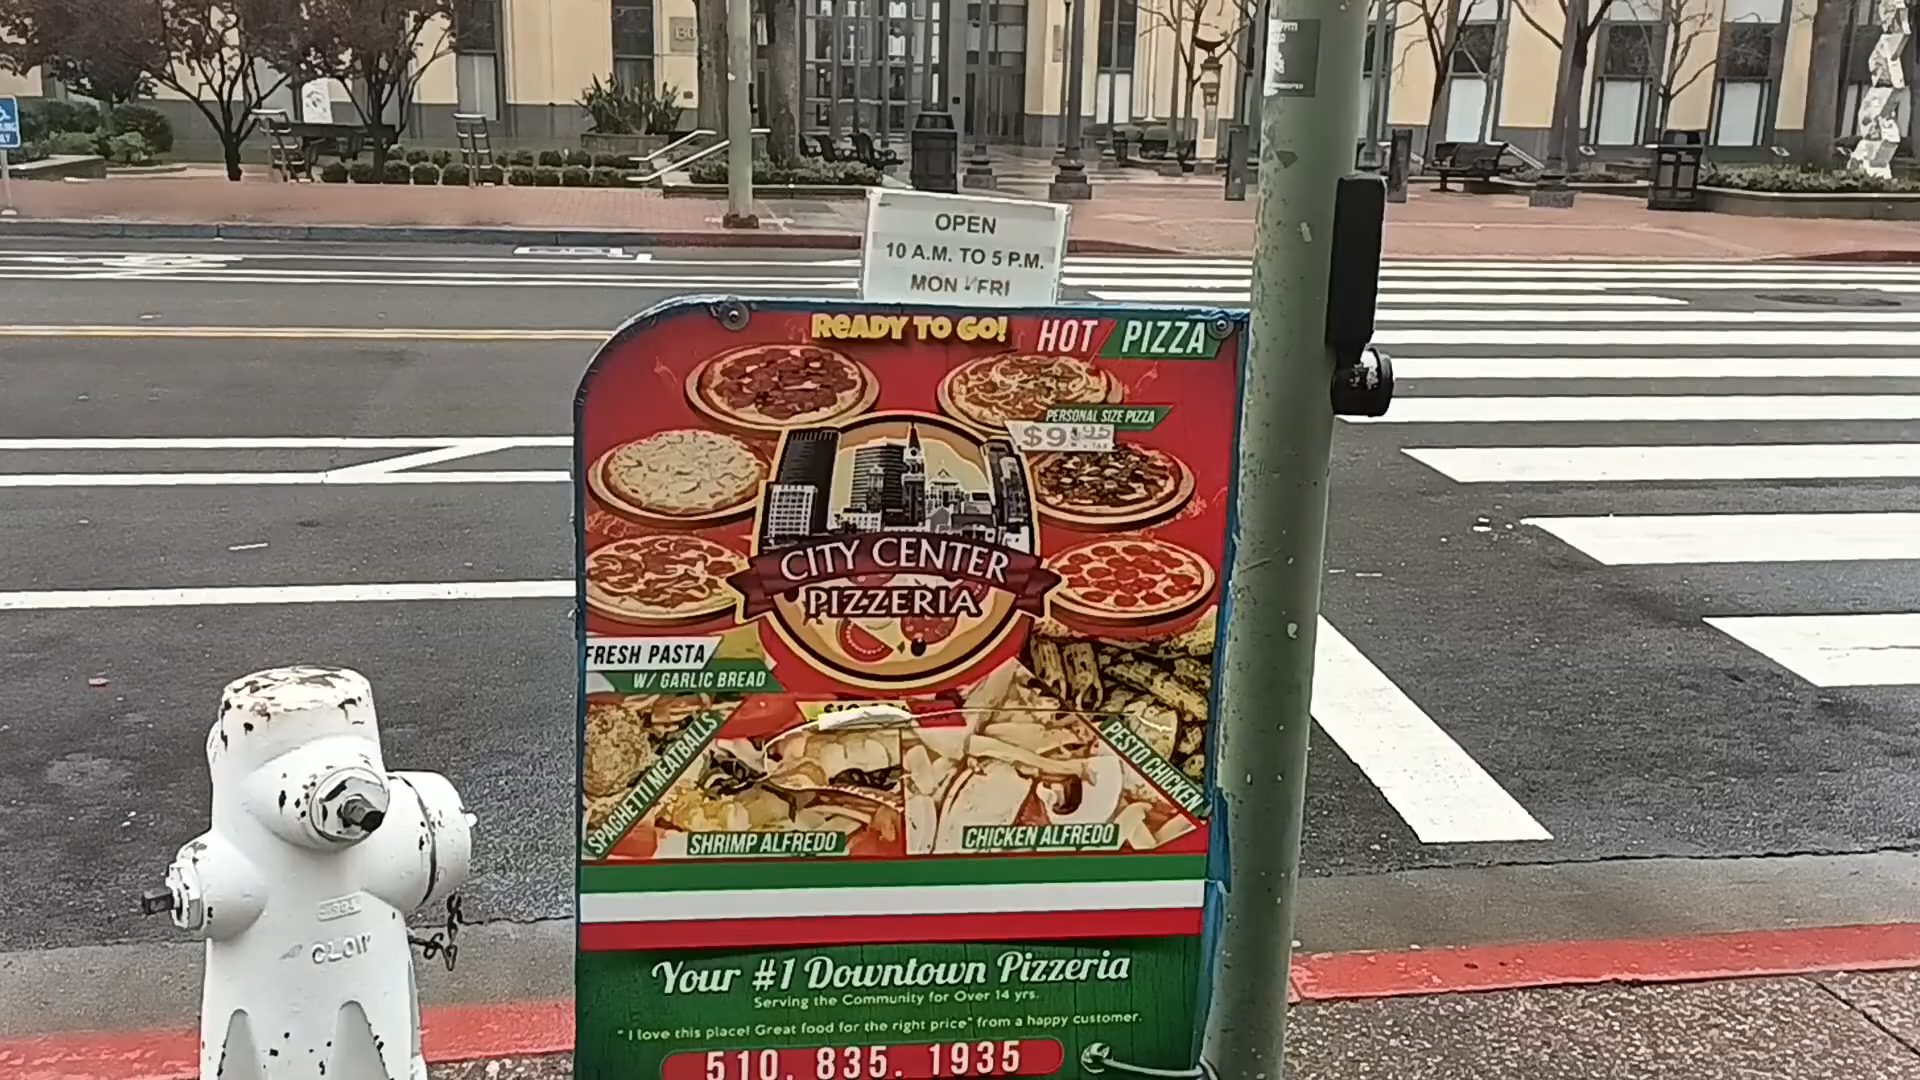 OPEN
10 A.M. TO 5 P.M.
MON FRI
READY TO GO!
HOT PIZZA
PERSONAL SIZE PIZZA
CITY CENTER
PIZZERIA
FRESH PASTA
W/ GARLIC BREAD
SPAGHETTI MEATBALLS
SHRIMP ALFREDO
CHICKEN ALFREDO
PESTO CHICKEN
Your #1 Downtown Pizzeria
Serving the Community for Over 14 yrs.
" I love this place! Great food for the right price" from a happy customer.
510. 835. 1935
CLOW